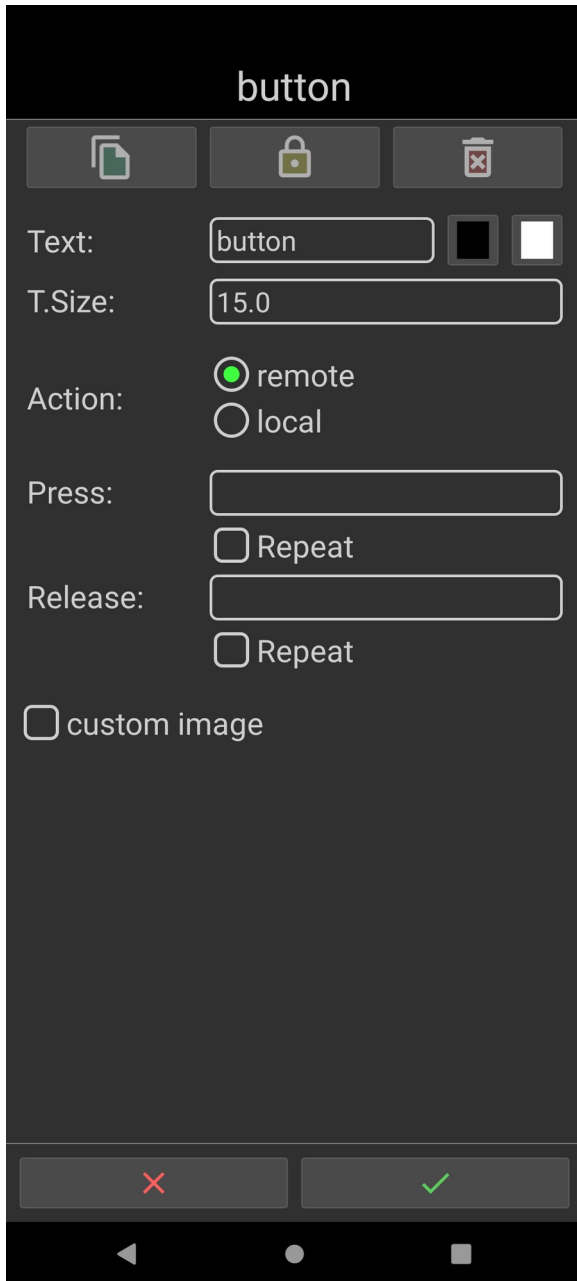 button
Text:
button
T.Size:
15.0
Action:
remote
local
Press:
Repeat
Release:
Repeat
custom image